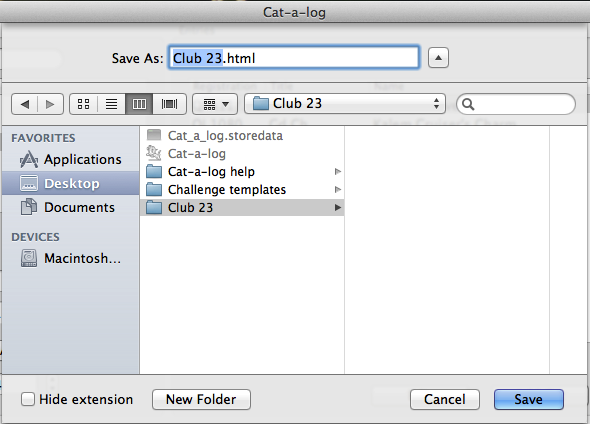 Cat-a-log
Save As: Club 23.html
Club 23
FAVORITES
Applications
Desktop
Documents
DEVICES
Macintosh...
Cat_a_log.storedata
Cat-a-log
Cat-a-log help
Challenge templates
Club 23
Hide extension
New Folder
Cancel
Save